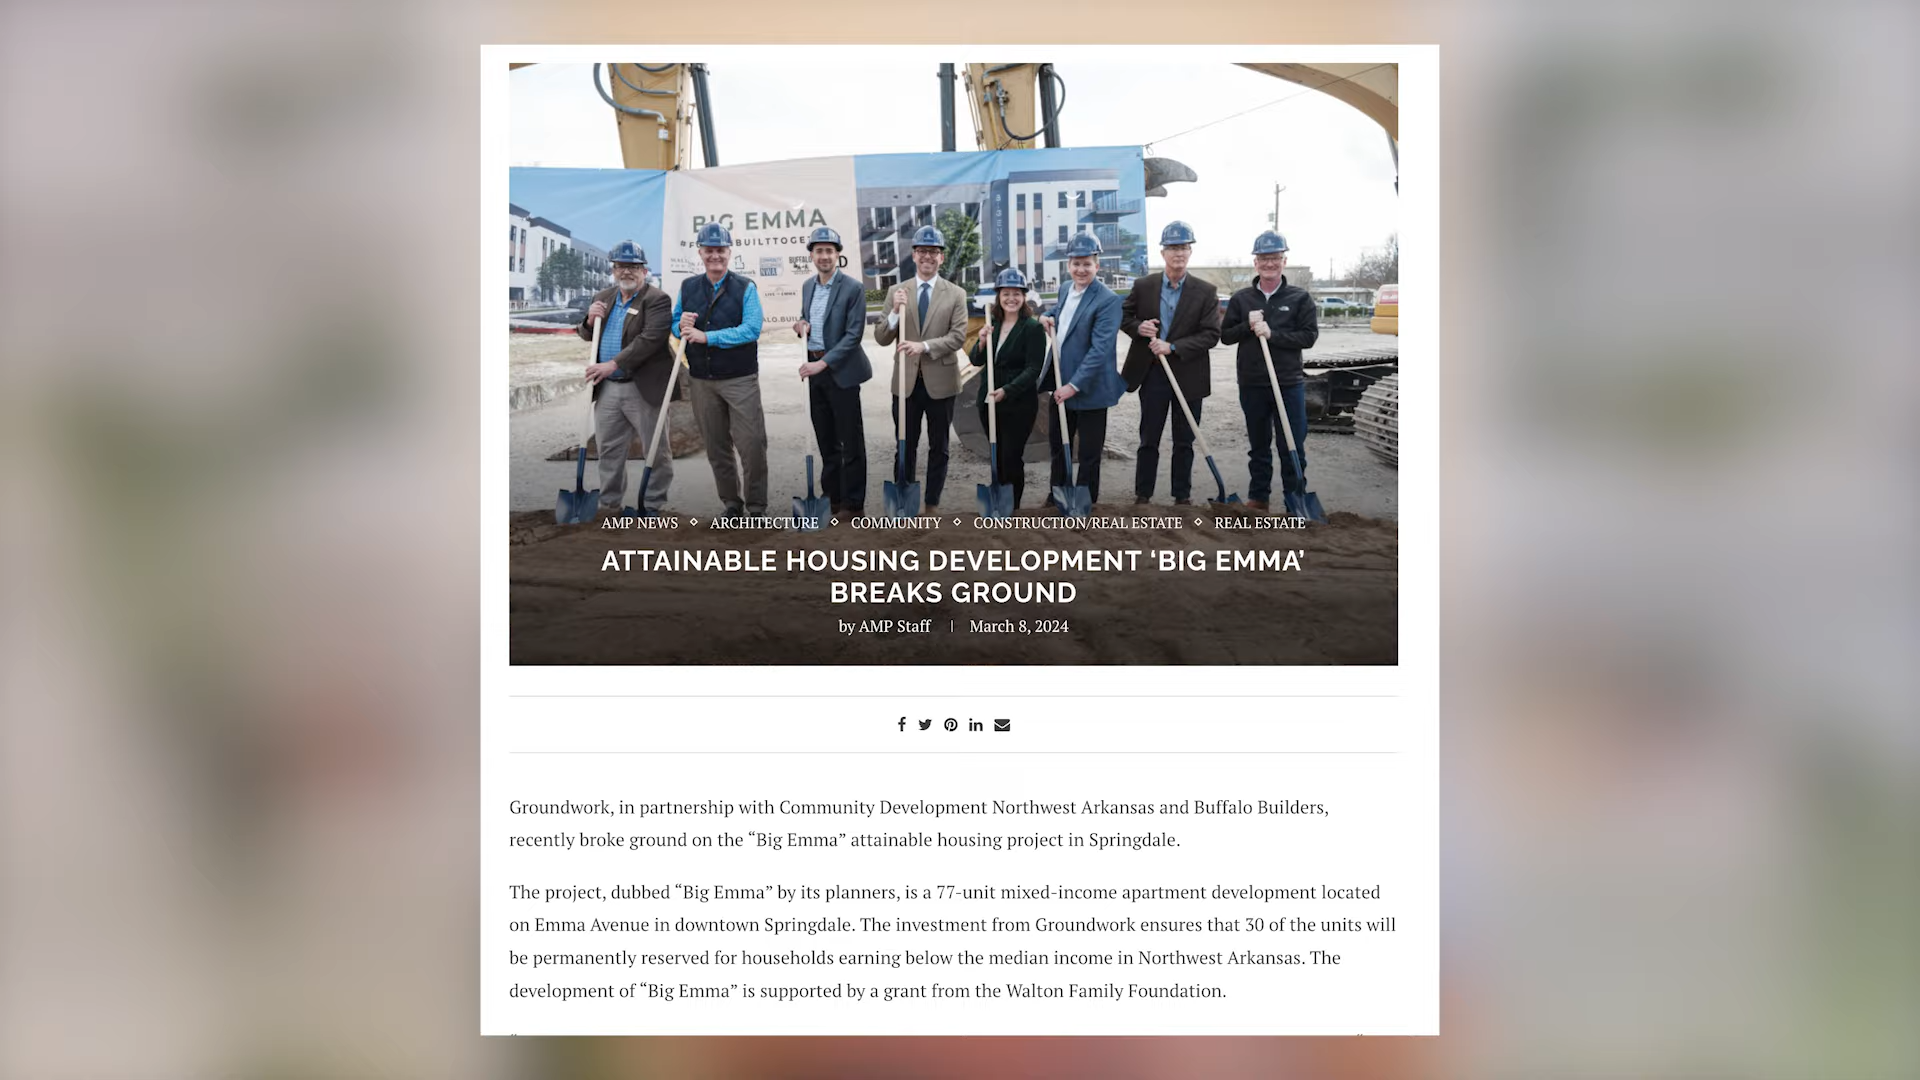 BIG EMMA
AMP NEWS ◇ ARCHITECTURE ◇ COMMUNITY ◇ CONSTRUCTION/REAL ESTATE ◇ REAL ESTATE
ATTAINABLE HOUSING DEVELOPMENT ‘BIG EMMA’
BREAKS GROUND
by AMP Staff | March 8, 2024
Groundwork, in partnership with Community Development Northwest Arkansas and Buffalo Builders,
recently broke ground on the “Big Emma” attainable housing project in Springdale.
The project, dubbed “Big Emma” by its planners, is a 77-unit mixed-income apartment development located
on Emma Avenue in downtown Springdale. The investment from Groundwork ensures that 30 of the units will
be permanently reserved for households earning below the median income in Northwest Arkansas. The
development of “Big Emma” is supported by a grant from the Walton Family Foundation.